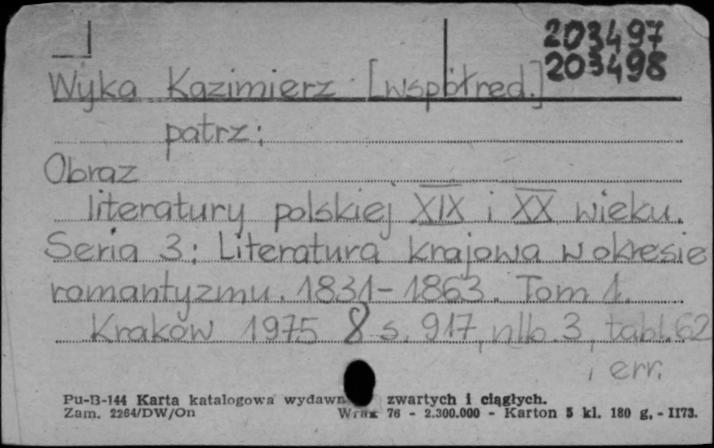 203497
203498
Wyka Kazimierz [współred.]
patrz:
Obraz
literatury polskiej XIX i XX wieku.
Seria 3: Literatura krajowa w okresie
romantyzmu. 1831-1863. Tom 1.
Kraków 1975 8 s. 917, nlb. 3, tabl. 62
, err.
Pu-B-144 Karta katalogowa wydawn zwartych i ciągłych.
Zam. 2264/DW/On 76 - 2.300.000 - Karton 5 kl. 180 g, - 1173.